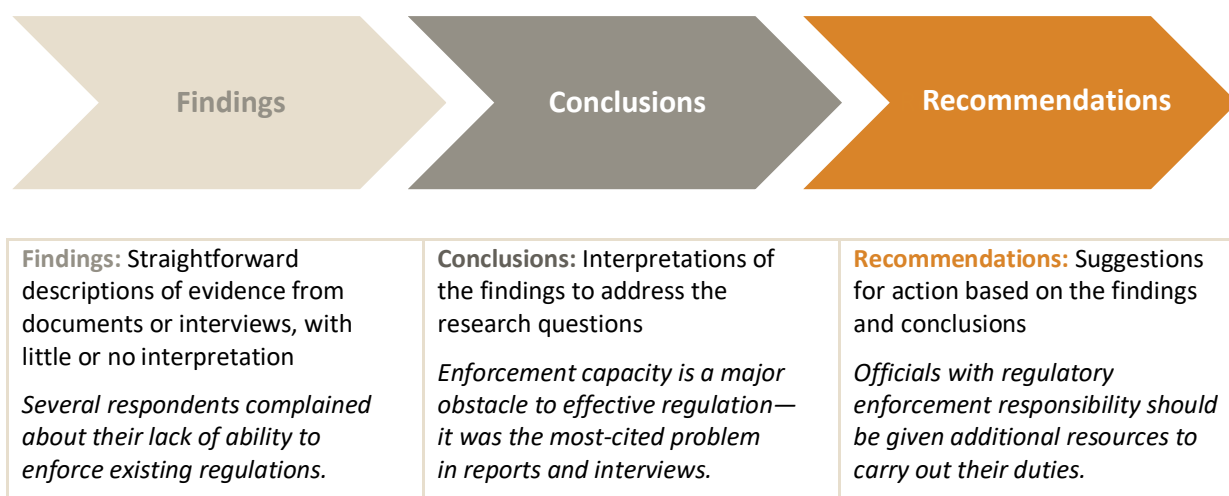 Findings
Conclusions
Recommendations
Findings: Straightforward
descriptions of evidence from
documents or interviews, with
little or no interpretation
Several respondents complained
about their lack of ability to
enforce existing regulations.
Conclusions: Interpretations of
the findings to address the
research questions
Enforcement capacity is a major
obstacle to effective regulation—
it was the most-cited problem
in reports and interviews.
Recommendations: Suggestions
for action based on the findings
and conclusions
Officials with regulatory
enforcement responsibility should
be given additional resources to
carry out their duties.